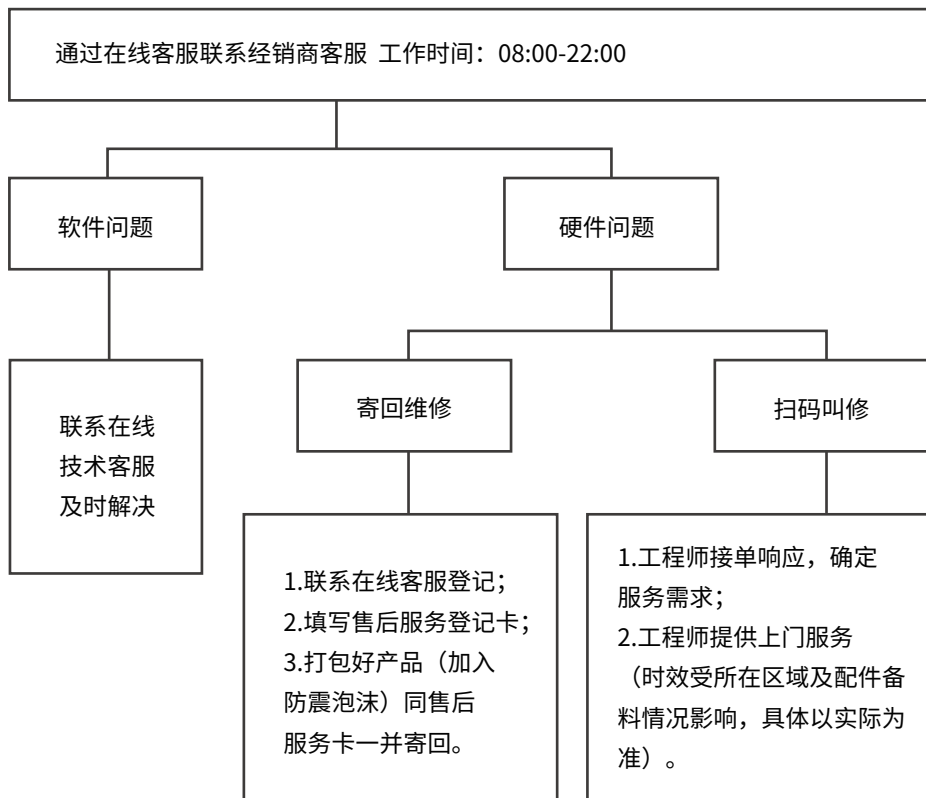 通过在线客服联系经销商客服 工作时间：08:00-22:00
软件问题
硬件问题
联系在线
技术客服
及时解决
寄回维修
扫码叫修
1.联系在线客服登记；
2.填写售后服务登记卡；
3.打包好产品（加入
防震泡沫）同售后
服务卡一并寄回。
1.工程师接单响应，确定
服务需求；
2.工程师提供上门服务
（时效受所在区域及配件备
料情况影响，具体以实际为
准）。